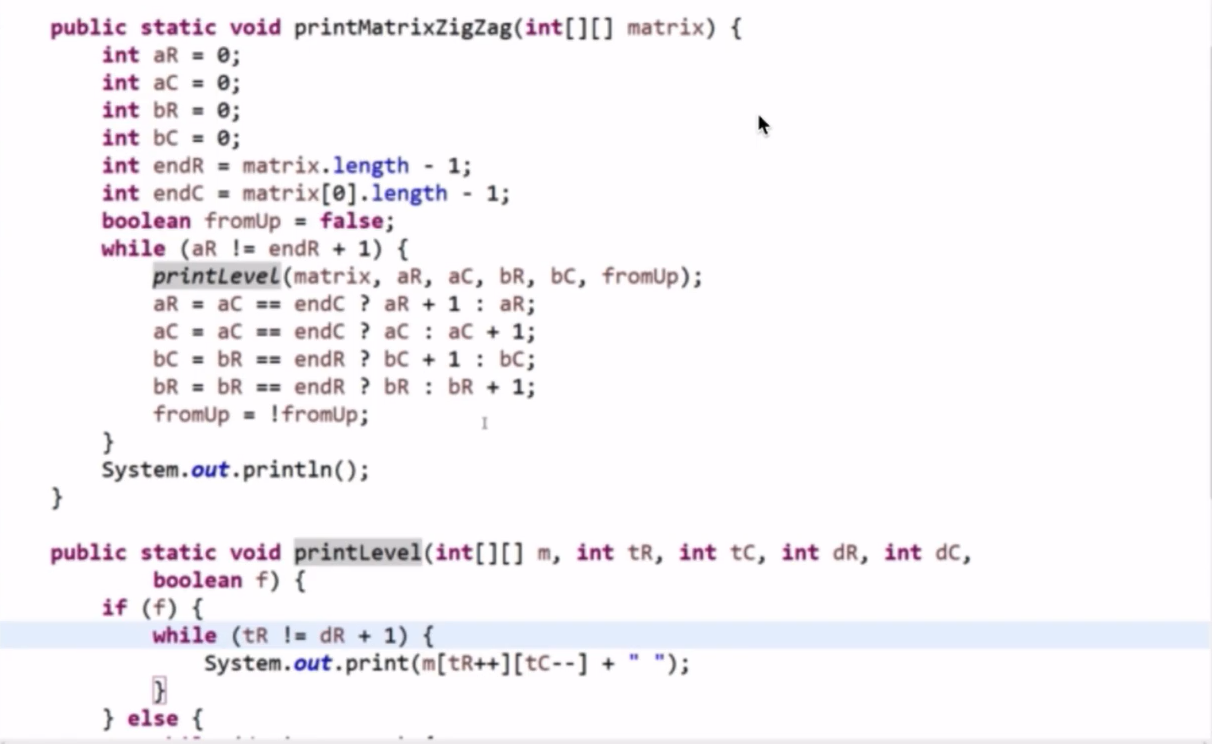 public static void printMatrixZigZag(int[][] matrix) {
    int aR = 0;
    int aC = 0;
    int bR = 0;
    int bC = 0;
    int endR = matrix.length - 1;
    int endC = matrix[0].length - 1;
    boolean fromUp = false;
    while (aR != endR + 1) {
        printLevel(matrix, aR, aC, bR, bC, fromUp);
        aR = aC == endC ? aR + 1 : aR;
        aC = aC == endC ? aC : aC + 1;
        bC = bR == endR ? bC + 1 : bC;
        bR = bR == endR ? bR : bR + 1;
        fromUp = !fromUp;
    }
    System.out.println();
}
public static void printLevel(int[][] m, int tR, int tC, int dR, int dC,
        boolean f) {
    if (f) {
        while (tR != dR + 1) {
            System.out.print(m[tR++][tC--] + " ");
        }
    } else {